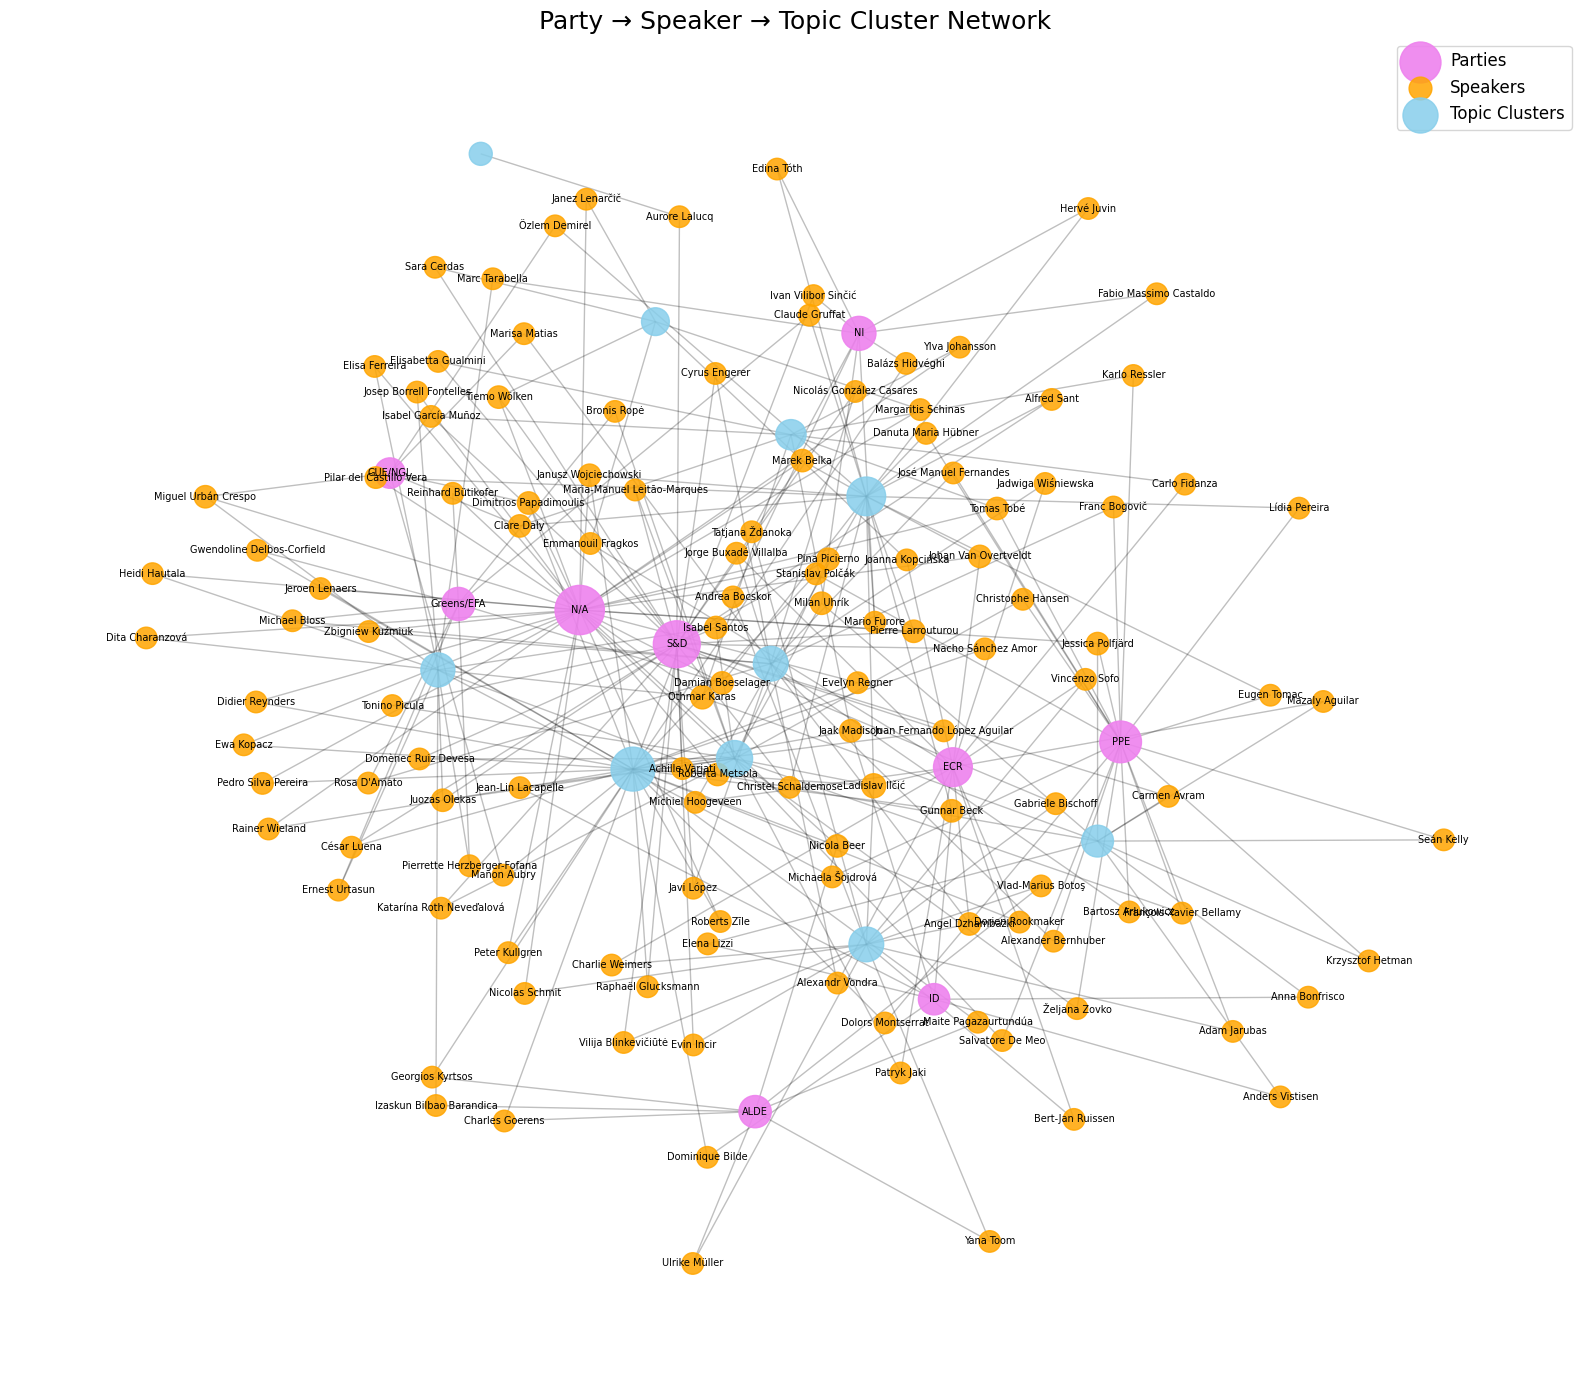 Party → Speaker → Topic Cluster Network
Parties
Speakers
Topic Clusters
Edina Tóth
Janez Lenarčič
Hervé Juvin
Aurore Lalucq
Özlem Demirel
Sara Cerdas
Marc Tarabella
Fabio Massimo Castaldo
Ivan Vilibor Sinčić
Claude Gruffat
NI
Marisa Matias
Ylva Johansson
Elisabetta Gualmini
Balázs Hidvéghi
Elisa Ferreira
Cyrus Engerer
Karlo Ressler
Josep Borrell Fontelles
Nicolás González Casares
Tiemo Wölken
Alfred Sant
Bronis Ropė
Margaritis Schinas
Isabel García Muñoz
Danuta Maria Hübner
Marek Belka
GUE/NGL
José Manuel Fernandes
Janusz Wojciechowski
Pilar del Castillo Vera
Jadwiga Wiśniewska
Carlo Fidanza
Maria-Manuel Leitão-Marques
Reinhard Bütikofer
Miguel Urbán Crespo
Dimitrios Papadimoulis
Franc Bogovič
Lídia Pereira
Tomas Tobé
Clare Daly
Tatjana Ždanoka
Emmanouil Fragkos
Gwendoline Delbos-Corfield
Jorge Buxadé Villalba
Johan Van Overtveldt
Pina Picierno
Joanna Kopcińska
Heidi Hautala
Stanislav Polčák
Jeroen Lenaers
Andrea Bocskor
Christophe Hansen
Greens/EFA
Milan Uhrík
N/A
Michael Bloss
Mario Furore
Isabel Santos
Zbigniew Kuźmiuk
Pierre Larrouturou
Dita Charanzová
S&D
Jessica Polfjärd
Nacho Sánchez Amor
Vincenzo Sofo
Damian Boeselager
Evelyn Regner
Eugen Tomac
Othmar Karas
Mazaly Aguilar
Didier Reynders
Tonino Picula
Jaak Madison
Juan Fernando López Aguilar
PPE
Ewa Kopacz
Domènec Ruiz Devesa
ECR
Achille Variati
Roberta Metsola
Pedro Silva Pereira
Rosa D'Amato
Ladislav Ilčić
Christel Schaldemose
Jean-Lin Lacapelle
Carmen Avram
Juozas Olekas
Michiel Hoogeveen
Gabriele Bischoff
Gunnar Beck
Rainer Wieland
Seán Kelly
César Luena
Nicola Beer
Pierrette Herzberger-Fofana
Manon Aubry
Michaela Šojdrová
Vlad-Marius Botoş
Ernest Urtasun
Javi López
Katarína Roth Neveďalová
Bartosz Arłukowicz
François-Xavier Bellamy
Roberts Zīle
Dorien Rookmaker
Angel Dzhambazki
Alexander Bernhuber
Elena Lizzi
Peter Kullgren
Krzysztof Hetman
Charlie Weimers
Alexandr Vondra
Raphaël Glucksmann
Nicolas Schmit
Anna Bonfrisco
ID
Željana Zovko
Dolors Montserrat
Maite Pagazaurtundúa
Adam Jarubas
Salvatore De Meo
Vilija Blinkevičiūtė
Evin Incir
Patryk Jaki
Georgios Kyrtsos
Anders Vistisen
Izaskun Bilbao Barandica
ALDE
Bert-Jan Ruissen
Charles Goerens
Dominique Bilde
Yana Toom
Ulrike Müller